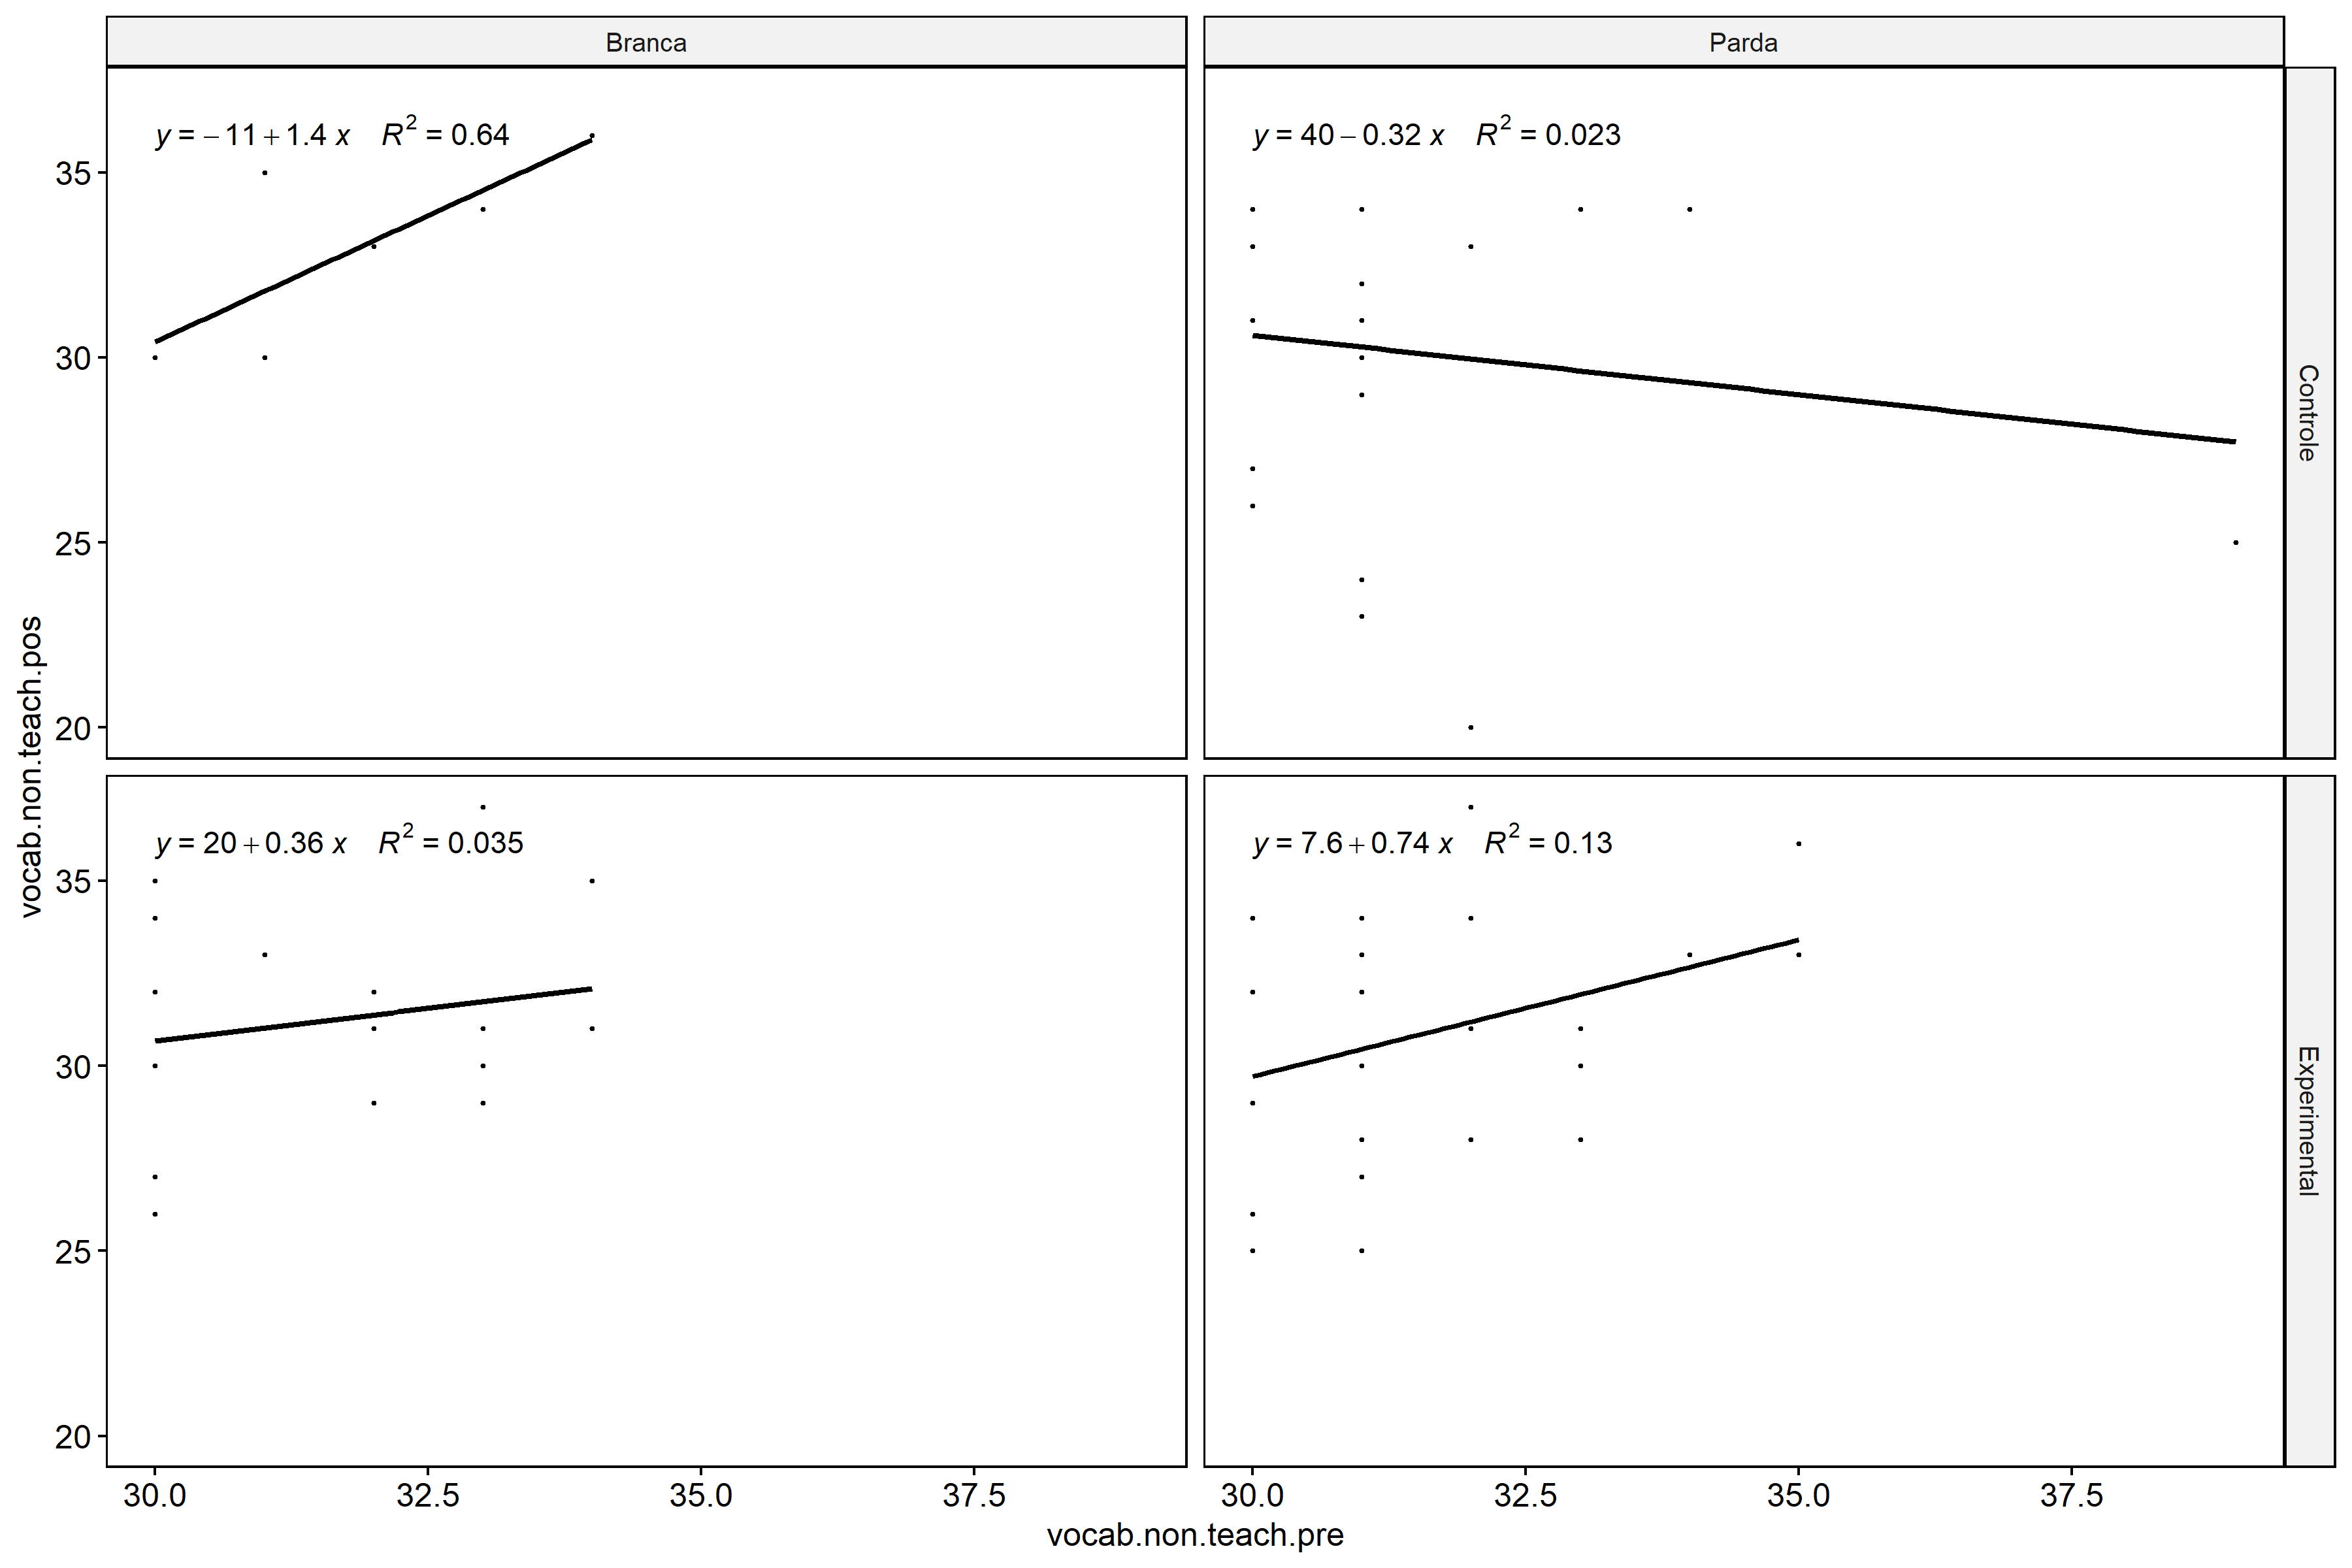 Branca
Parda
y = − 11 + 1.4 x R² = 0.64
y = 40 − 0.32 x R² = 0.023
35
30
25
20
Controle
vocab.non.teach.pos
y = 20 + 0.36 x R² = 0.035
y = 7.6 + 0.74 x R² = 0.13
35
30
25
20
Experimental
30.0 32.5 35.0 37.5
30.0 32.5 35.0 37.5
vocab.non.teach.pre